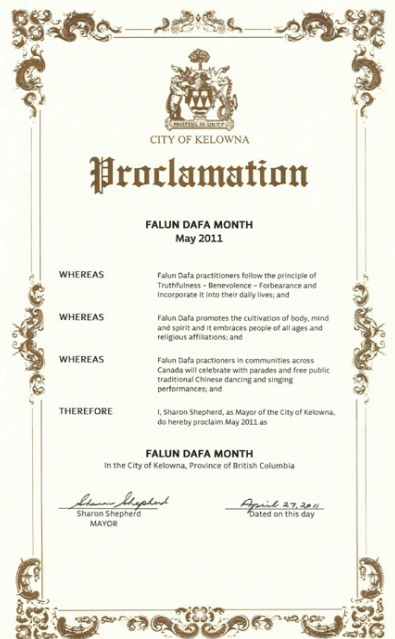 FRUITFUL IN UNITY
CITY OF KELOWNA
Proclamation
FALUN DAFA MONTH
May 2011
WHEREAS Falun Dafa practitioners follow the principle of
Truthfulness – Benevolence – Forbearance and
incorporate it into their daily lives; and
WHEREAS Falun Dafa promotes the cultivation of body, mind
and spirit and it embraces people of all ages and
religious affiliations; and
WHEREAS Falun Dafa practioners in communities across
Canada will celebrate with parades and free public
traditional Chinese dancing and singing
performances; and
THEREFORE I, Sharon Shepherd, as Mayor of the City of Kelowna,
do hereby proclaim May 2011 as
FALUN DAFA MONTH
In the City of Kelowna, Province of British Columbia
Sharon Shepherd April 27, 2011
Sharon Shepherd Dated on this day
MAYOR